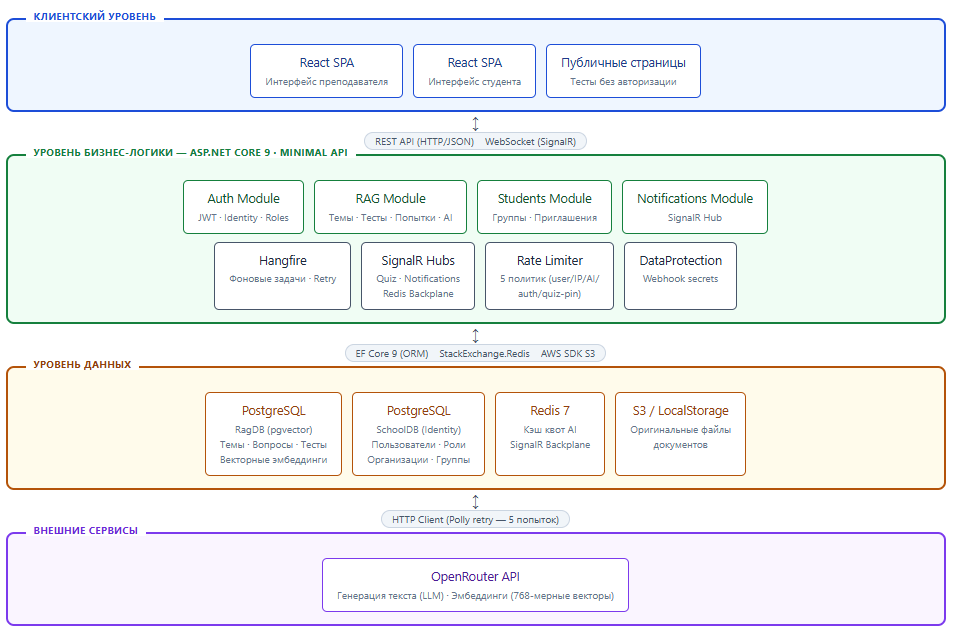 КЛИЕНТСКИЙ УРОВЕНЬ
React SPA
Интерфейс преподавателя
React SPA
Интерфейс студента
Публичные страницы
Тесты без авторизации
REST API (HTTP/JSON) WebSocket (SignalR)
УРОВЕНЬ БИЗНЕС-ЛОГИКИ — ASP.NET CORE 9 · MINIMAL API
Auth Module
JWT · Identity · Roles
RAG Module
Темы · Тесты · Попытки · AI
Students Module
Группы · Приглашения
Notifications Module
SignalR Hub
Hangfire
Фоновые задачи · Retry
SignalR Hubs
Quiz · Notifications
Redis Backplane
Rate Limiter
5 политик (user/IP/AI/
auth/quiz-pin)
DataProtection
Webhook secrets
EF Core 9 (ORM) StackExchange.Redis AWS SDK S3
УРОВЕНЬ ДАННЫХ
PostgreSQL
RagDB (pgvector)
Темы · Вопросы · Тесты
Векторные эмбеддинги
PostgreSQL
SchoolDB (Identity)
Пользователи · Роли
Организации · Группы
Redis 7
Кэш квот AI
SignalR Backplane
S3 / LocalStorage
Оригинальные файлы
документов
HTTP Client (Polly retry — 5 попыток)
ВНЕШНИЕ СЕРВИСЫ
OpenRouter API
Генерация текста (LLM) · Эмбеддинги (768-мерные векторы)